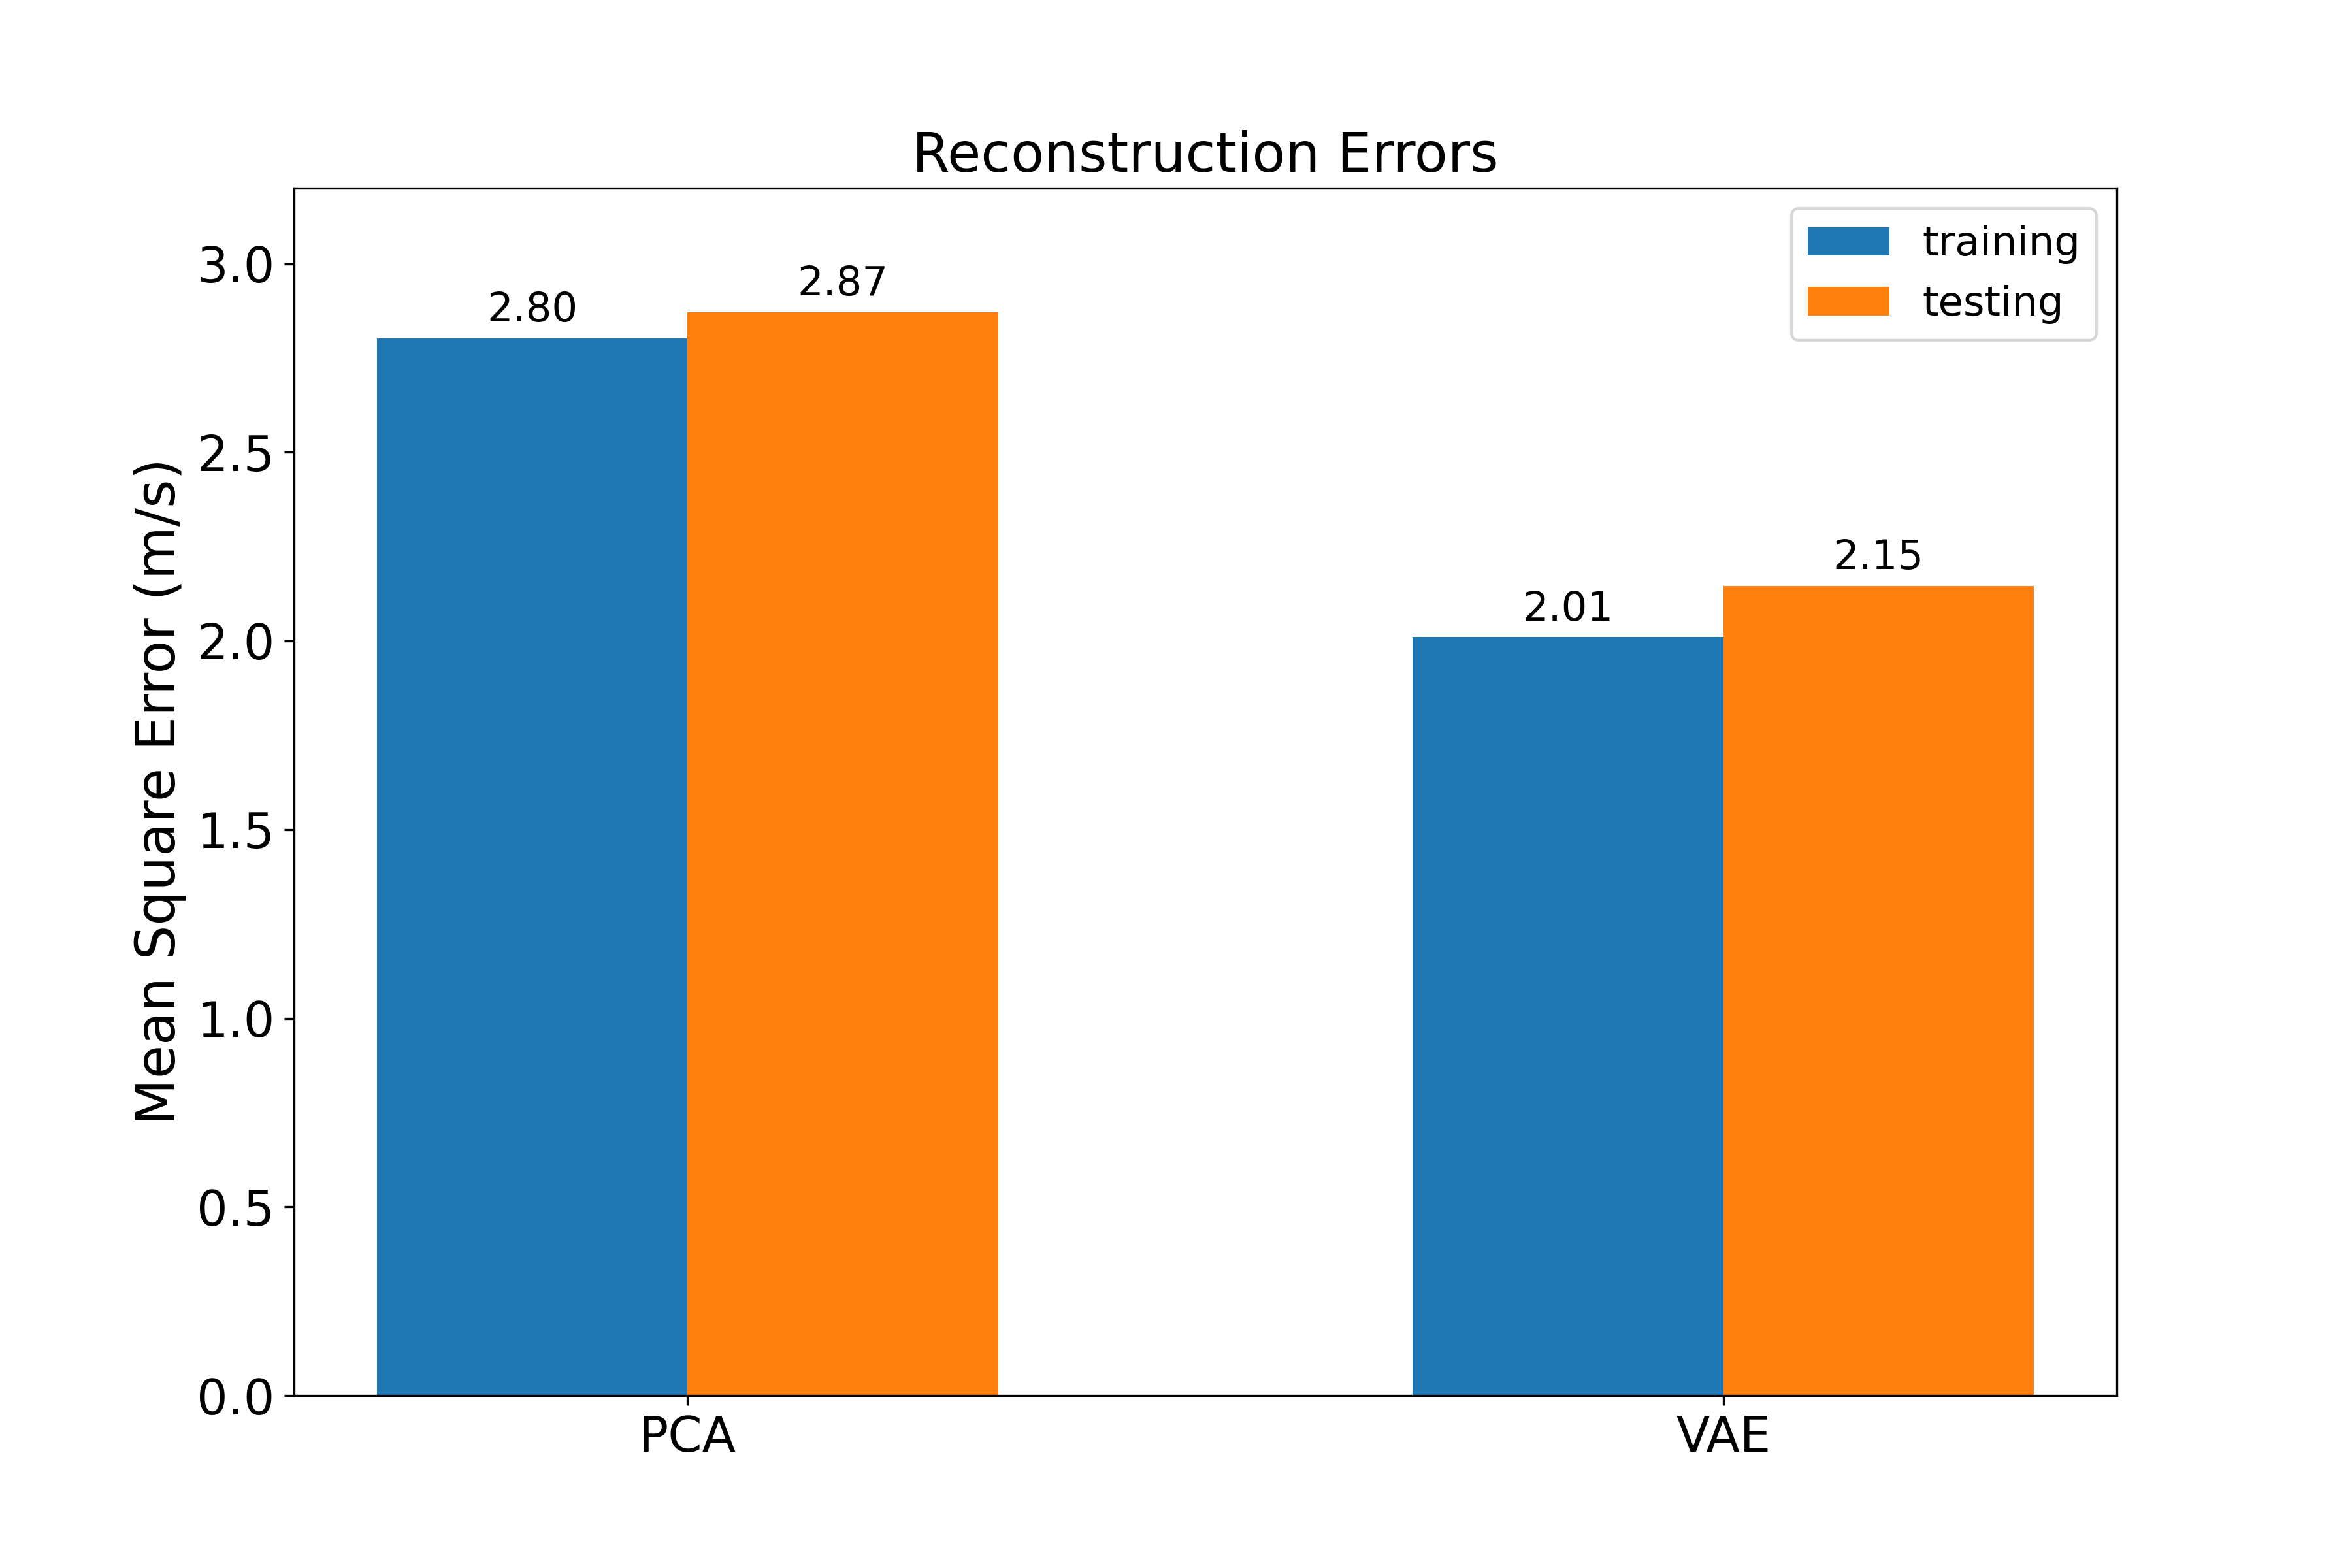 Reconstruction Errors
training
testing
Mean Square Error (m/s)
3.0
2.5
2.0
1.5
1.0
0.5
0.0
2.80
2.87
2.01
2.15
PCA
VAE